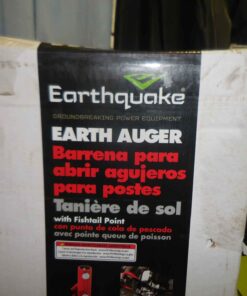 Earthquake
GROUNDBREAKING POWER EQUIPMENT
EARTH AUGER
Barrena para
abrir agujeros
para postes
Tanière de sol
with Fishtail Point
con punta de cola de pescado
avec pointe queue de poisson